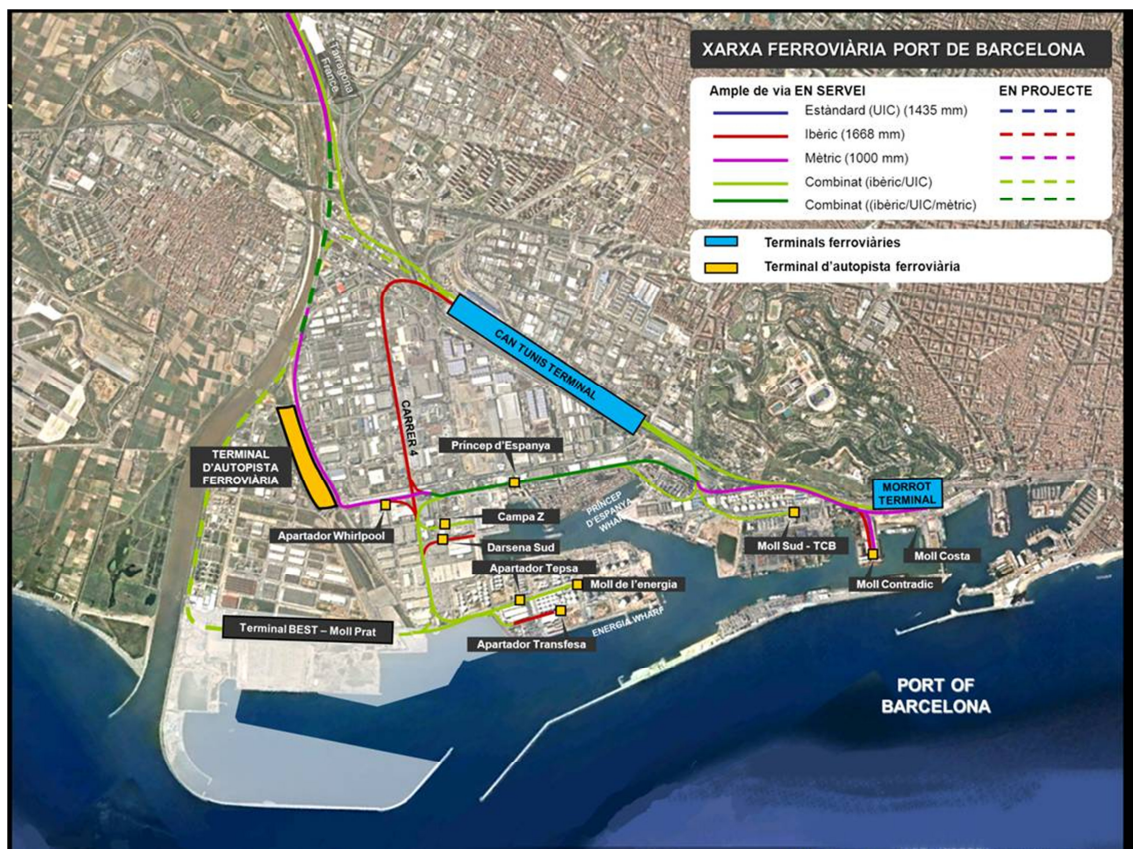 XARXA FERROVIÀRIA PORT DE BARCELONA
Ample de via EN SERVEI
EN PROJECTE
Estàndard (UIC) (1435 mm)
Ibèric (1668 mm)
Mètric (1000 mm)
Combinat (ibèric/UIC)
Combinat ((ibèric/UIC/mètric)
Terminals ferroviàries
Terminal d'autopista ferroviària
Tarragona
France
CAN TUNIS TERMINAL
CARRER 4
TERMINAL
D'AUTOPISTA
FERROVIÀRIA
Príncep d'Espanya
MORROT
TERMINAL
PRÍNCEP
D'ESPANYA
WHARF
Apartador Whirlpool
Campa Z
Darsena Sud
Moll Sud - TCB
Moll Costa
Moll Contradic
Apartador Tepsa
Moll de l'energia
ENERGIA WHARF
Terminal BEST – Moll Prat
Apartador Transfesa
PORT OF
BARCELONA